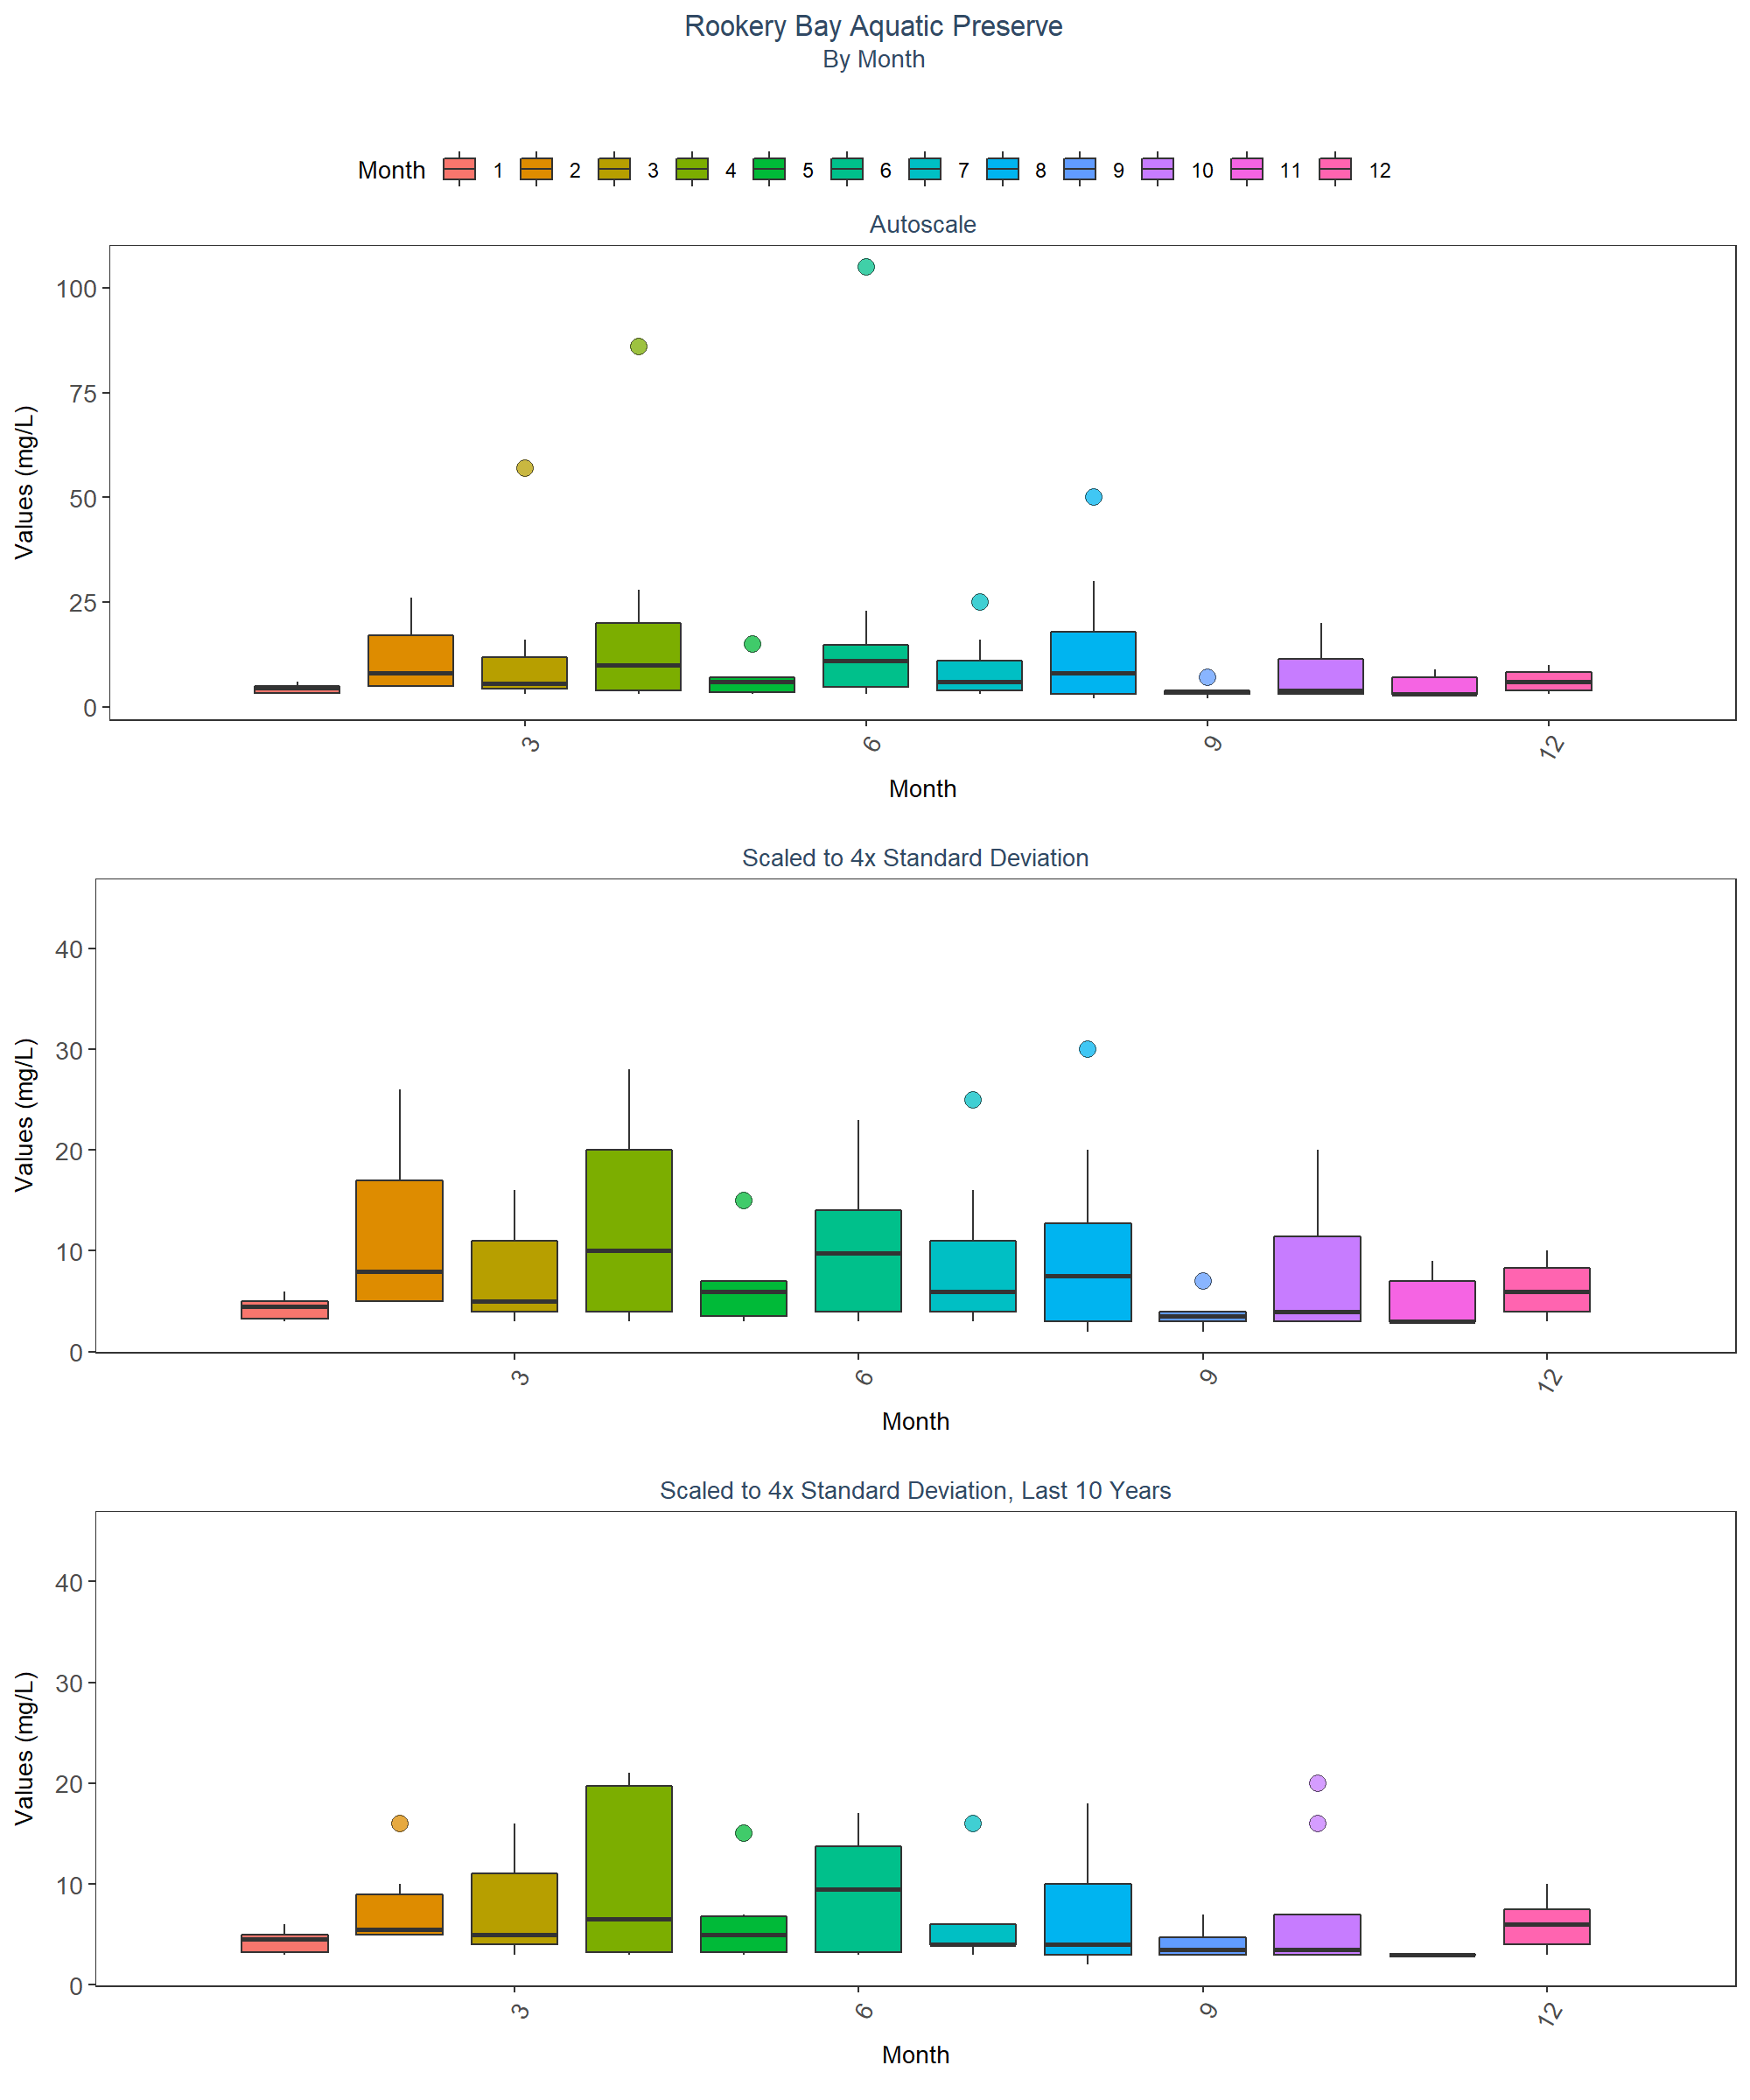 Rookery Bay Aquatic Preserve
By Month
Month 1 2 3 4 5 6 7 8 9 10 11 12
Autoscale
Values (mg/L)
100
75
50
25
0
3 6 9 12
Month
Scaled to 4x Standard Deviation
Values (mg/L)
40
30
20
10
0
3 6 9 12
Month
Scaled to 4x Standard Deviation, Last 10 Years
Values (mg/L)
40
30
20
10
0
3 6 9 12
Month